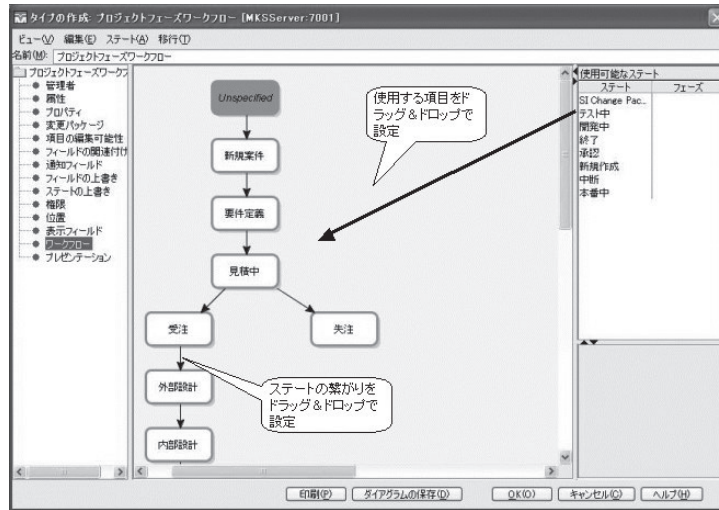 タイプの作成: プロジェクトフェーズワークフロー [MKSServer:7001]
ビュー(V) 編集(E) ステート(A) 移行(T)
名前(M): プロジェクトフェーズワークフロー
プロジェクトフェーズワークフ
管理者
属性
プロパティ
変更パッケージ
項目の編集可能性
フィールドの関連付け
通知フィールド
フィールドの上書き
ステートの上書き
権限
位置
表示フィールド
ワークフロー
プレゼンテーション
Unspecified
新規案件
要件定義
見積中
受注
失注
外部設計
内部設計
使用する項目をド
ラッグ&ドロップで
設定
ステートの繋がりを
ドラッグ&ドロップで
設定
使用可能なステート
ステート フェーズ
SI Change Pac..
テスト中
開発中
終了
承認
新規作成
中断
本番中
印刷(P) ダイアグラムの保存(D) OK(O) キャンセル(C) ヘルプ(H)